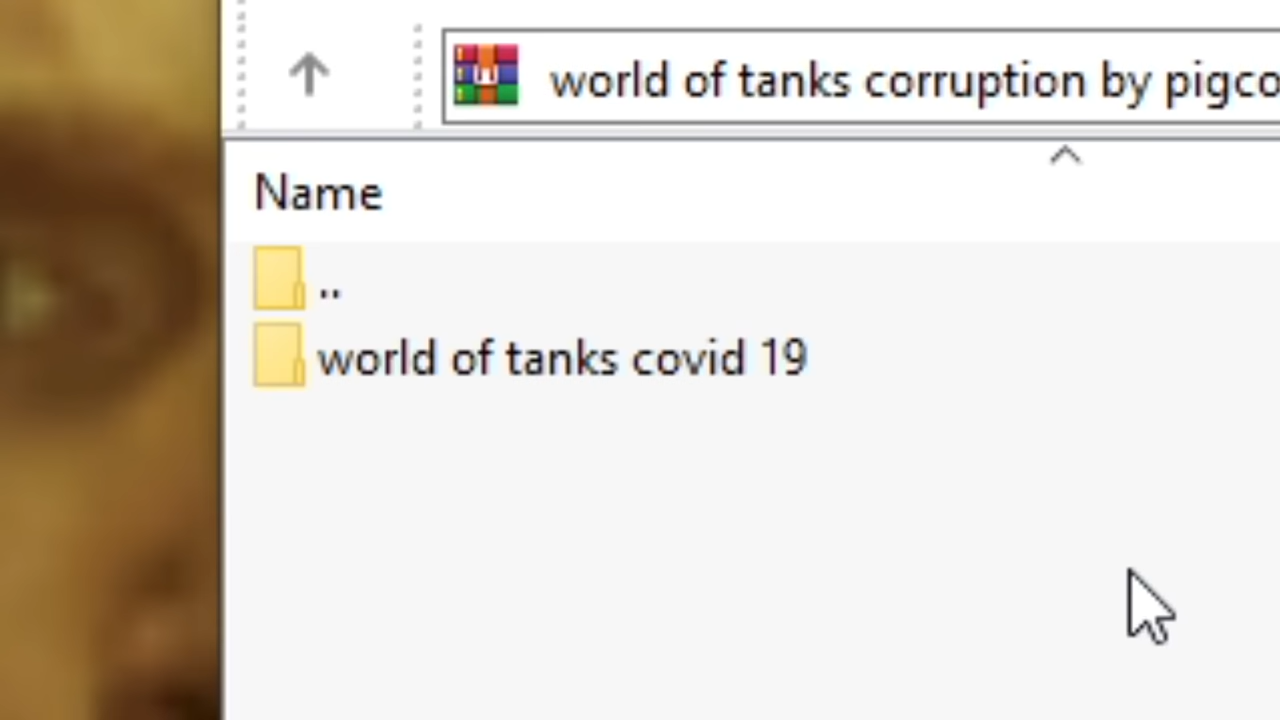 world of tanks corruption by pigco
Name
..
world of tanks covid 19